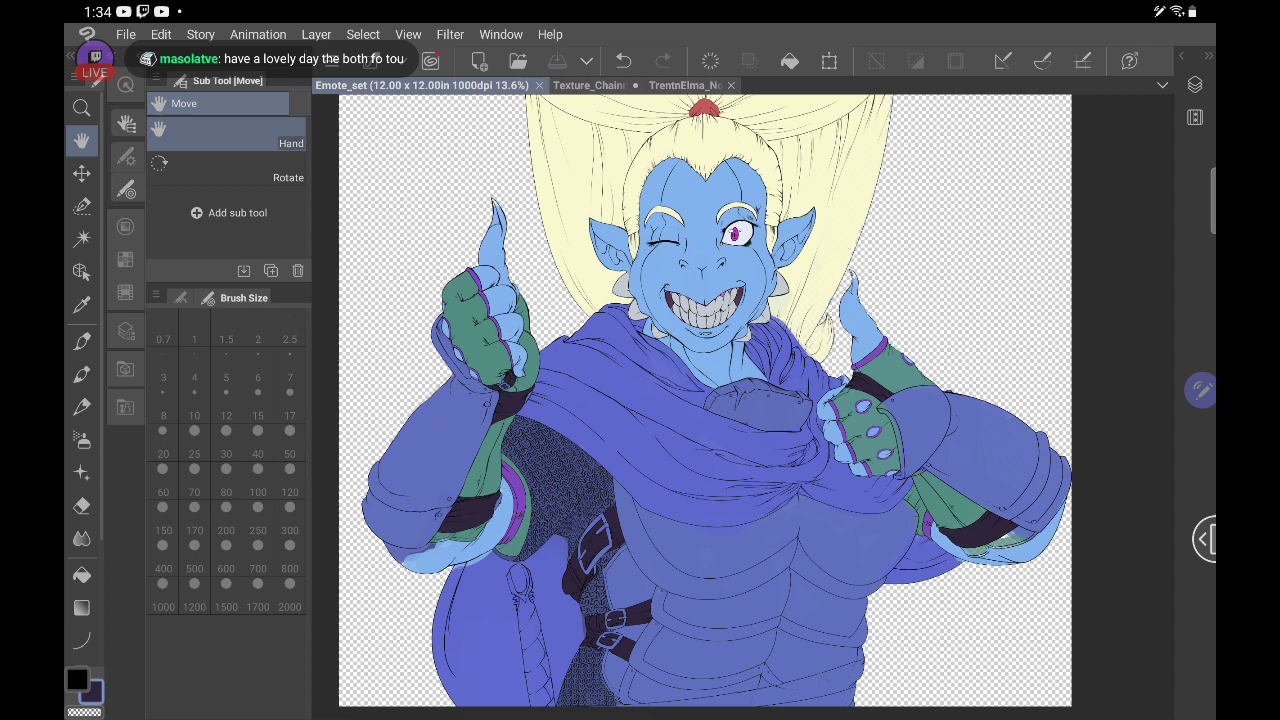 1:34
File Edit Story Animation Layer Select View Filter Window Help
masolatve: have a lovely day the both fo tou
LIVE
Sub Tool [Move]
Emote_set (12.00 x 12.00in 1000dpi 13.6%)
Texture_Chain
TrentnElma_No
Move
Hand
Rotate
Add sub tool
Brush Size
0.7 1 1.5 2 2.5
3 4 5 6 7
8 10 12 15 17
20 25 30 40 50
60 70 80 100 120
150 170 200 250 300
400 500 600 700 800
1000 1200 1500 1700 2000